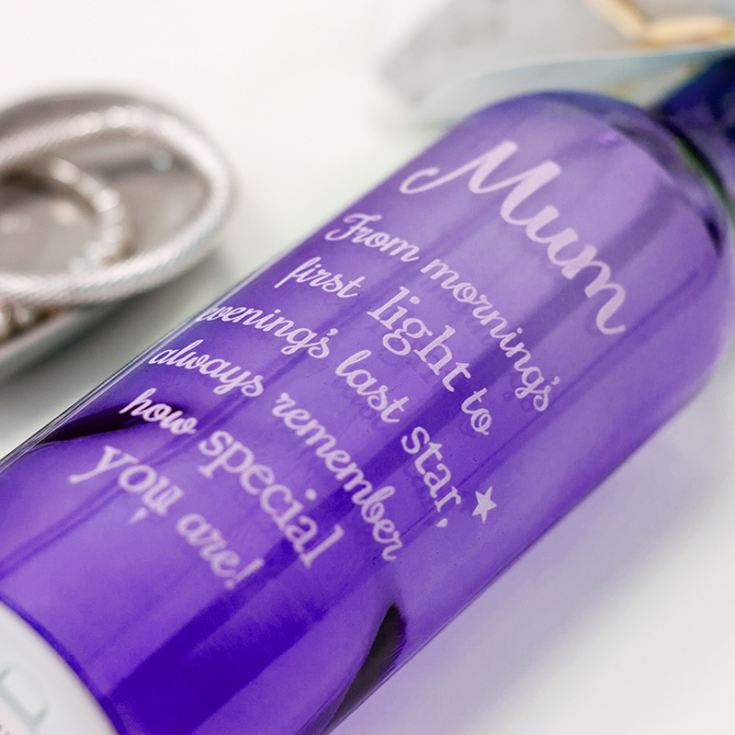 Mum
From morning's
first light to
evening's last star,
always remember
how special
you are!